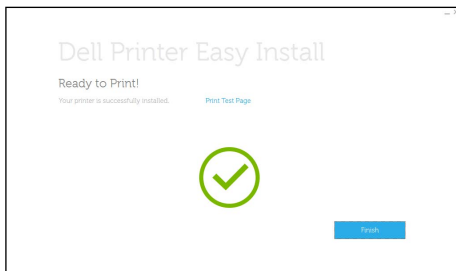 Dell Printer Easy Install
Ready to Print!
Your printer is successfully installed. Print Test Page
Finish